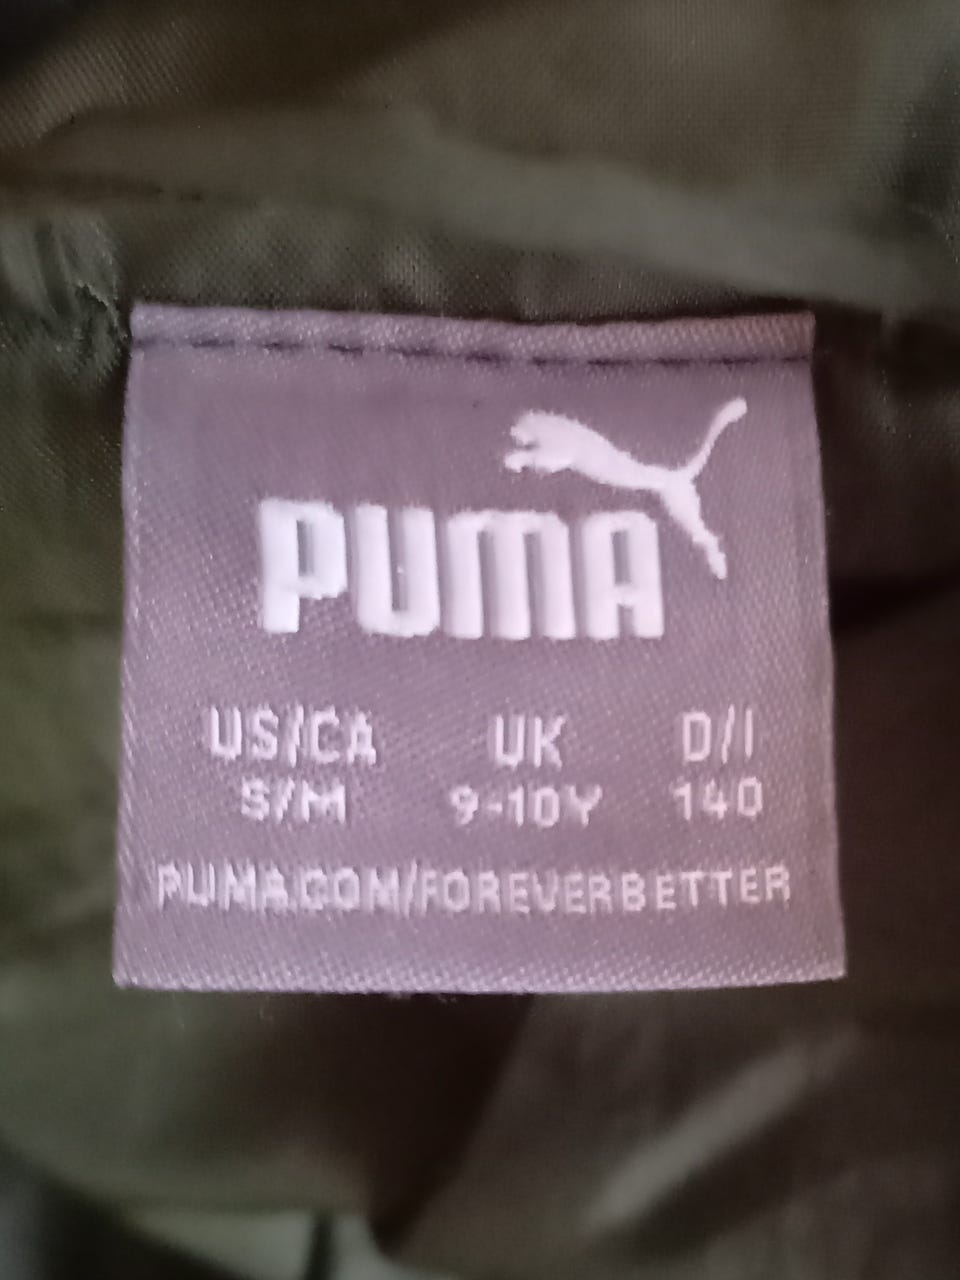 PUMA
US/CA UK D/I
S/M 9-10Y 140
PUMA.COM/FOREVERBETTER